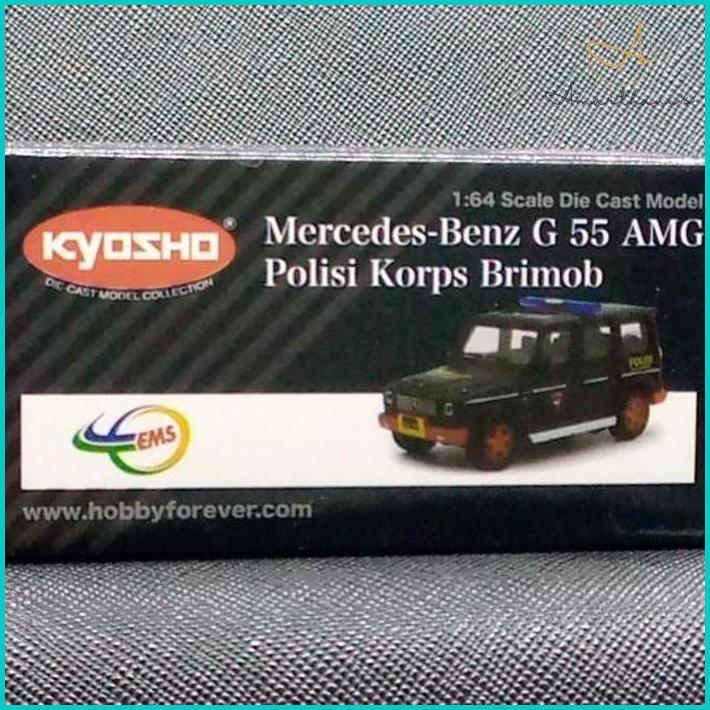 Amarthani's
1:64 Scale Die Cast Model
KYOSHO®
DIE-CAST MODEL COLLECTION
Mercedes-Benz G 55 AMG
Polisi Korps Brimob
POLISI
EMS
www.hobbyforever.com